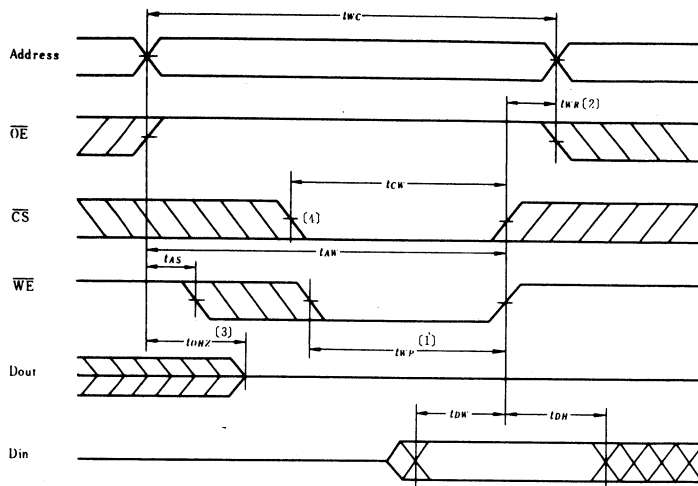 tWC
Address
tWR(2)
OE
tCW
CS
(4)
tAW
tAS
WE
(3)
tOHZ
(1)
tWP
Dout
tDW
tDH
Din